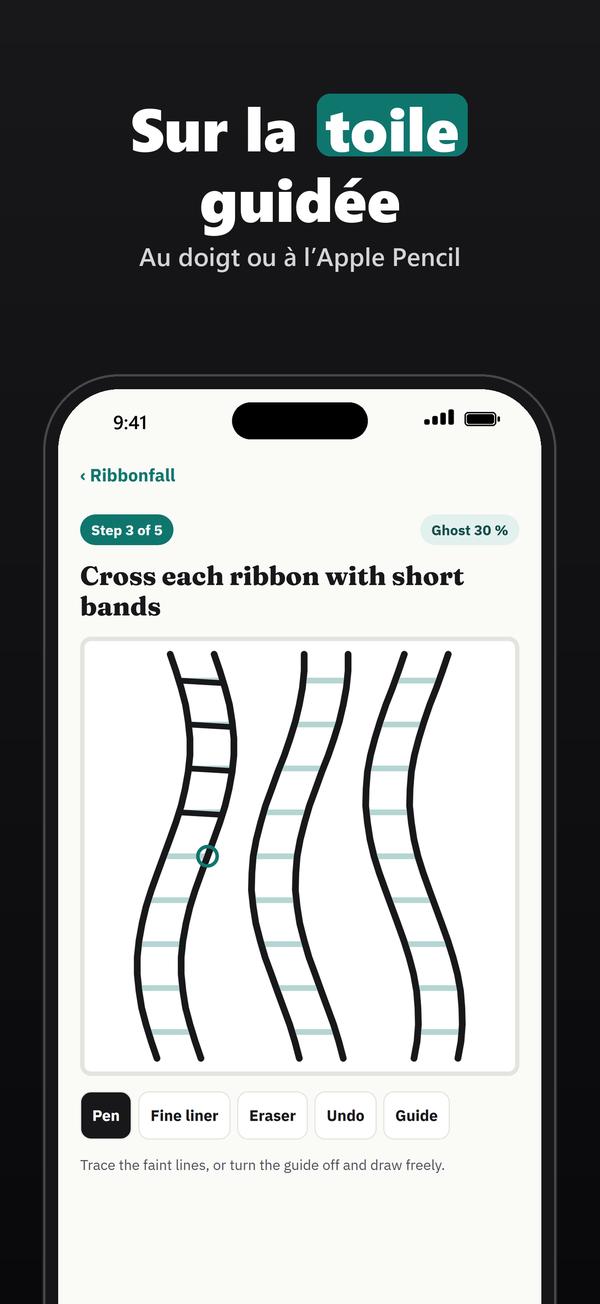 Sur la toile
guidée
Au doigt ou à l’Apple Pencil
9:41
‹ Ribbonfall
Step 3 of 5
Ghost 30 %
Cross each ribbon with short
bands
Pen
Fine liner
Eraser
Undo
Guide
Trace the faint lines, or turn the guide off and draw freely.